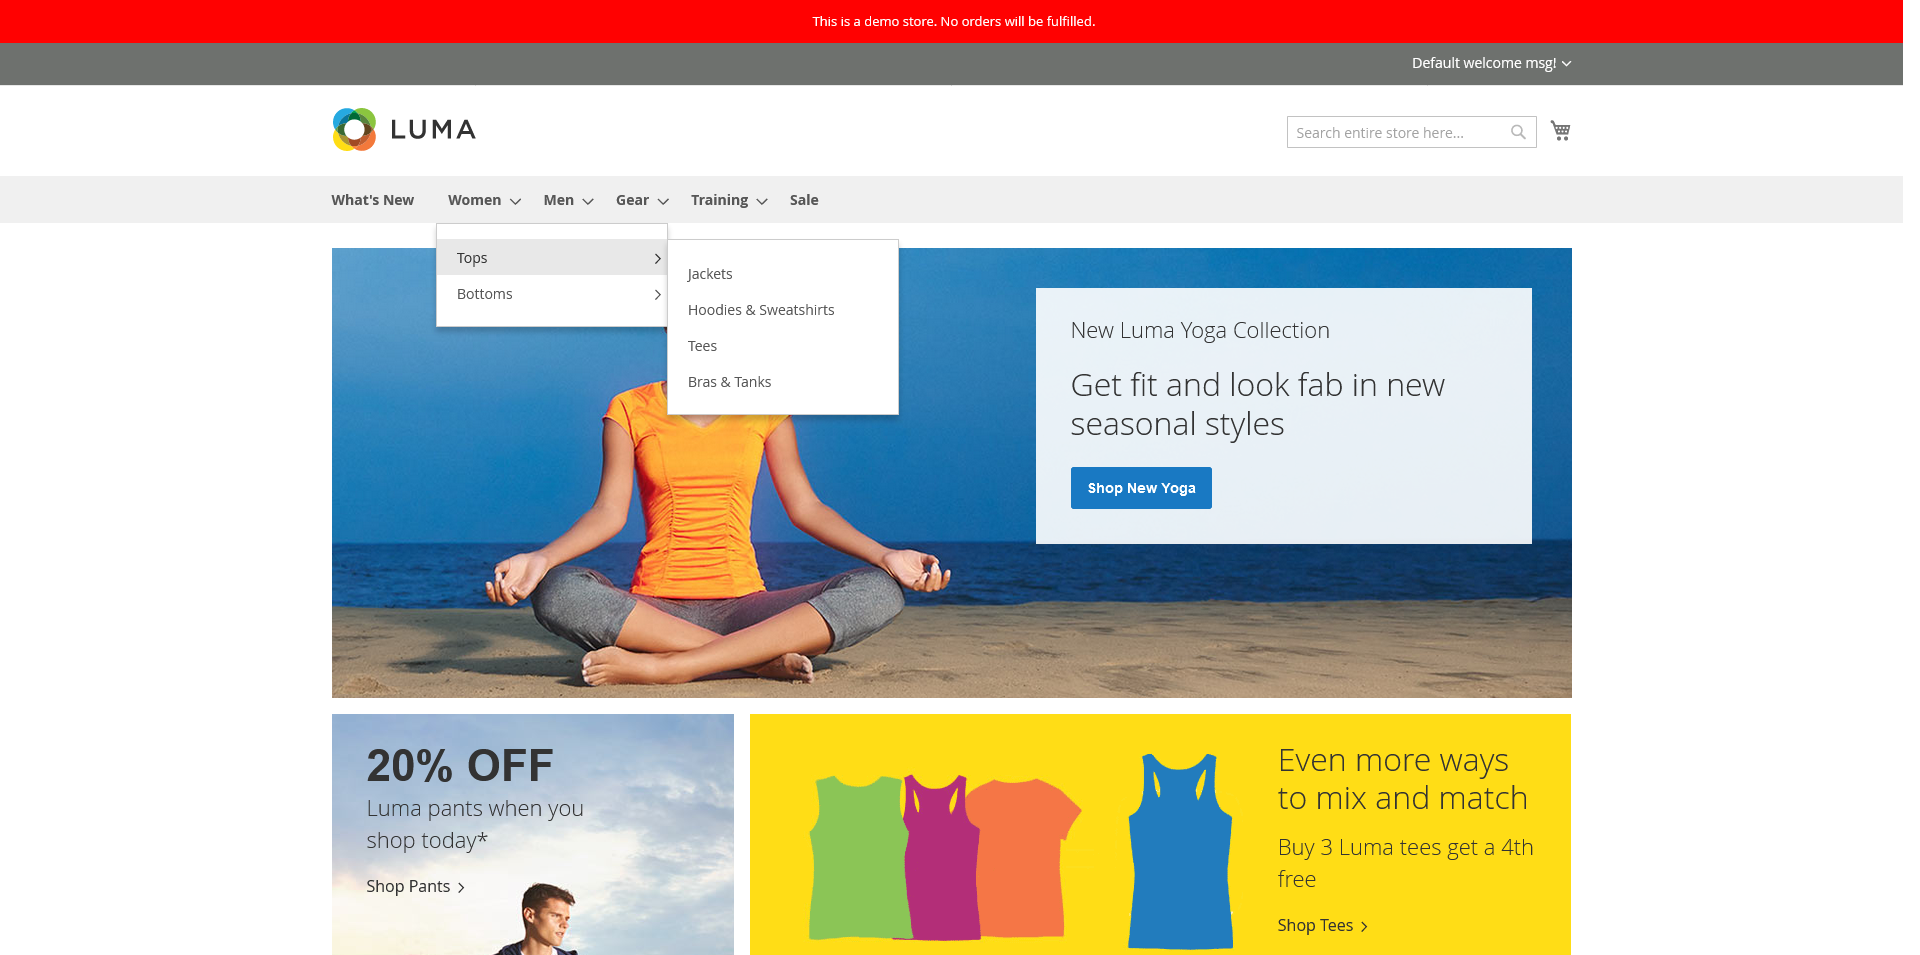 This is a demo store. No orders will be fulfilled.
Default welcome msg!
LUMA
Search entire store here...
What's New
Women
Men
Gear
Training
Sale
Tops
Bottoms
Jackets
Hoodies & Sweatshirts
Tees
Bras & Tanks
New Luma Yoga Collection
Get fit and look fab in new
seasonal styles
Shop New Yoga
20% OFF
Luma pants when you
shop today*
Shop Pants
Even more ways
to mix and match
Buy 3 Luma tees get a 4th
free
Shop Tees